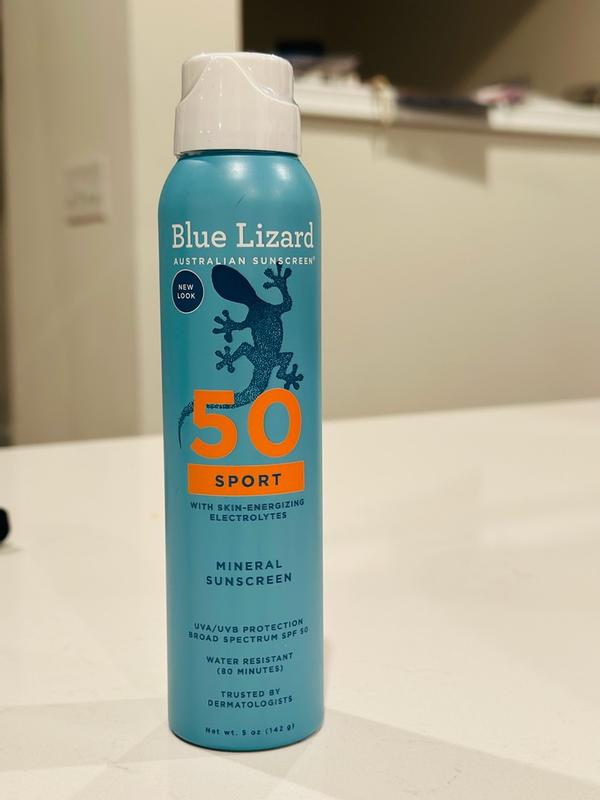 Blue Lizard
AUSTRALIAN SUNSCREEN®
NEW
LOOK
50
SPORT
WITH SKIN-ENERGIZING
ELECTROLYTES
MINERAL
SUNSCREEN
UVA/UVB PROTECTION
BROAD SPECTRUM SPF 50
WATER RESISTANT
(80 MINUTES)
TRUSTED BY
DERMATOLOGISTS
Net wt. 5 oz (142 g)